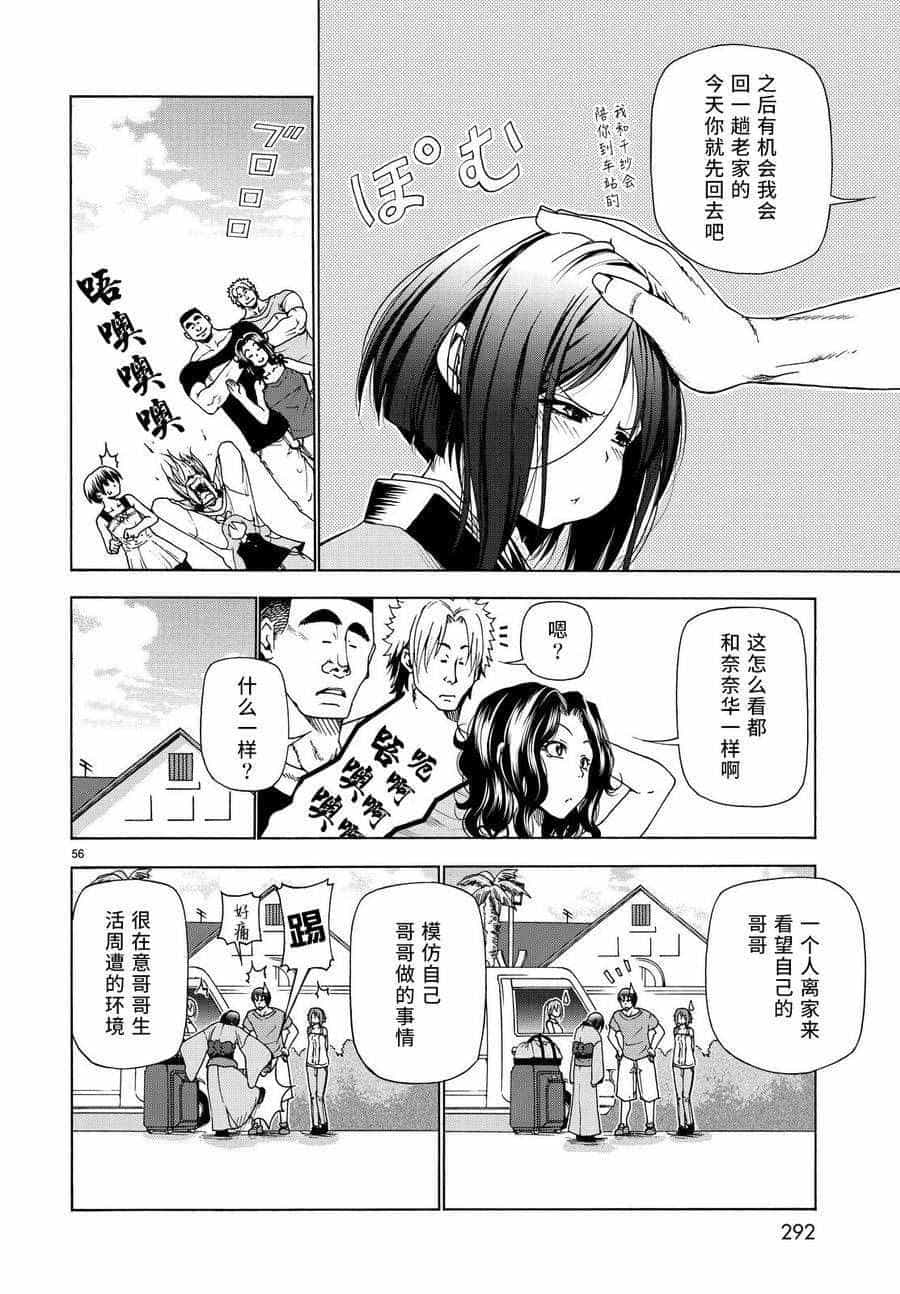 之后有机会我会
回一趟老家的
今天你就先回去吧
我和千纱会
陪你到车站的
ぽむ
ブロロロ
唔噢噢噢
这怎么看都
和奈奈华一样啊
嗯？
什么一样？
呃啊啊啊
唔噢噢噢
56
一个人离家来
看望自己的
哥哥
模仿自己
哥哥做的事情
踢
好痛
很在意哥哥生
活周遭的环境
292